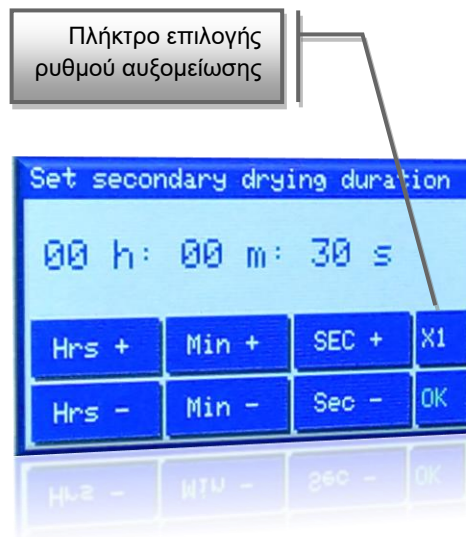 Πλήκτρο επιλογής
ρυθμού αυξομείωσης
Set secondary drying duration
00 h: 00 m: 30 s
Hrs + Min + SEC + X1
Hrs - Min - Sec - OK